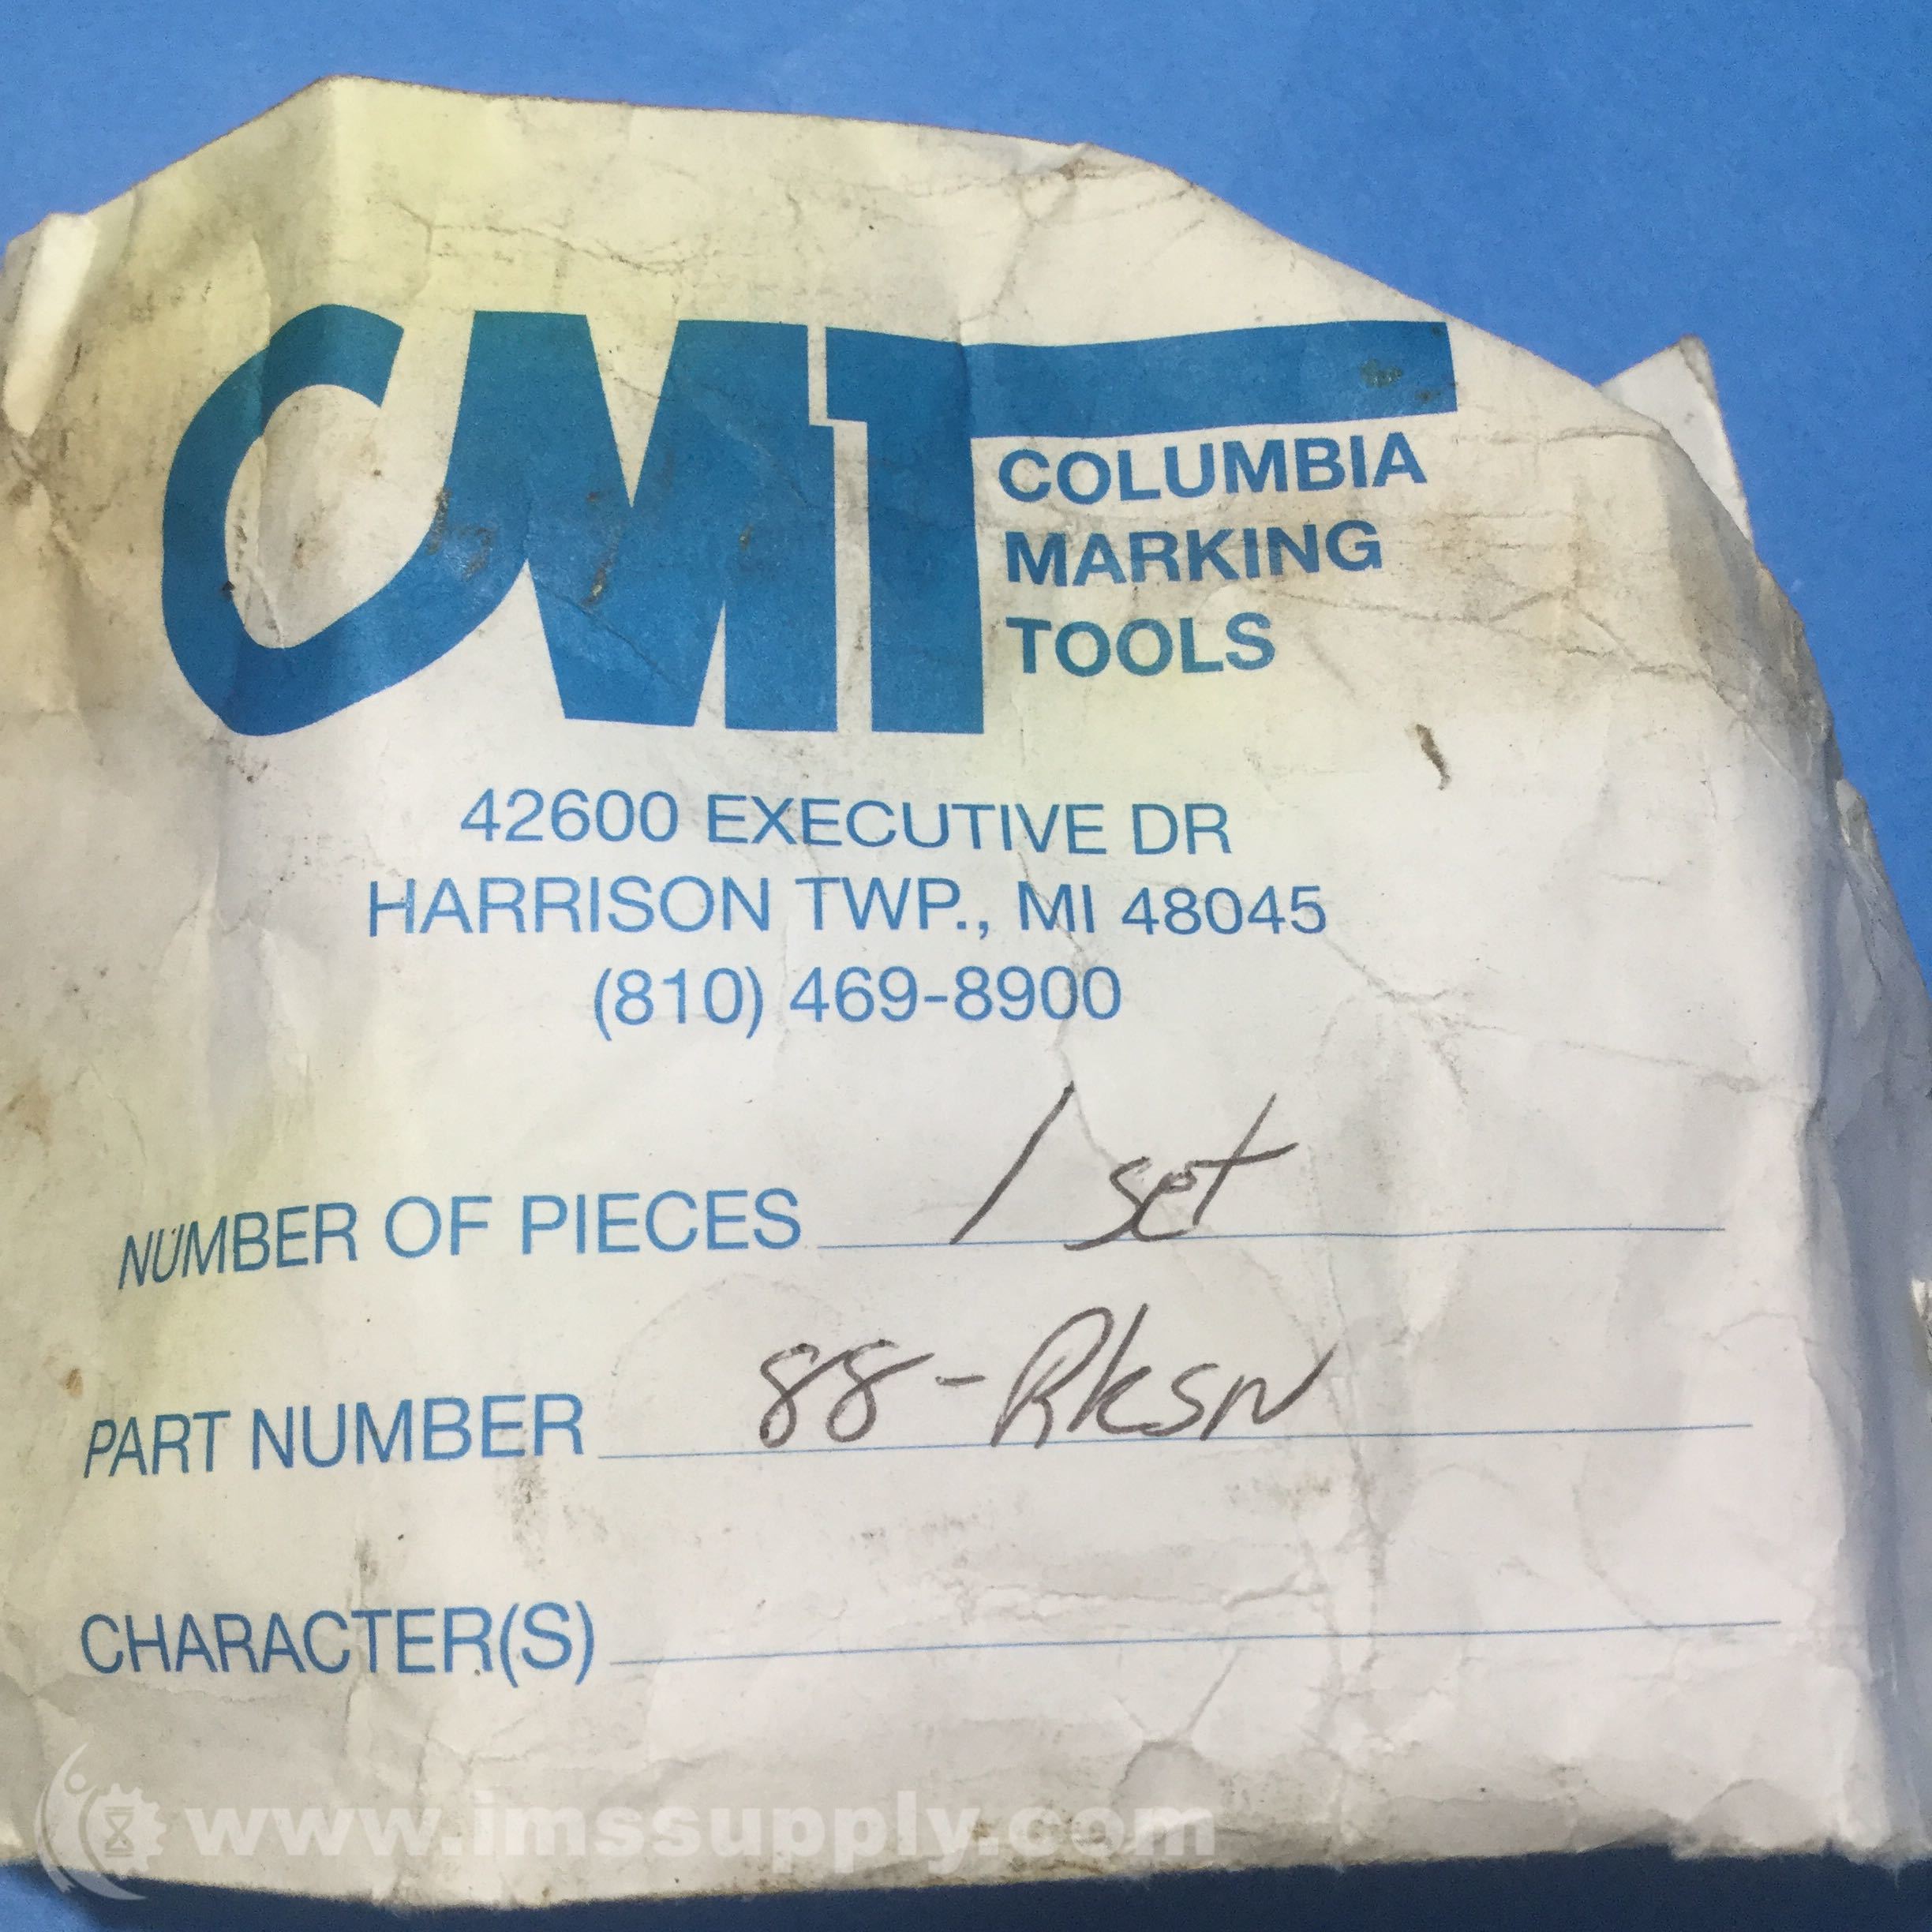 CMT
COLUMBIA
MARKING
TOOLS
42600 EXECUTIVE DR
HARRISON TWP., MI 48045
(810) 469-8900
NUMBER OF PIECES 1 set
PART NUMBER 88-RKSN
CHARACTER(S)
www.imssupply.com